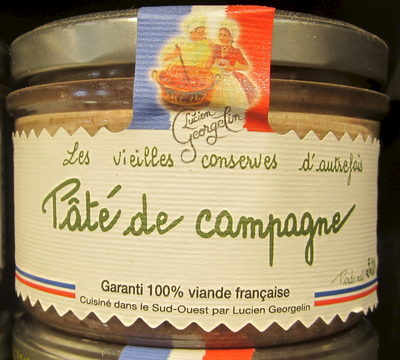 Lucien
Georgelin
Les vieilles conserves d'autrefois
Pâté de campagne
Garanti 100% viande française
Cuisiné dans le Sud-Ouest par Lucien Georgelin